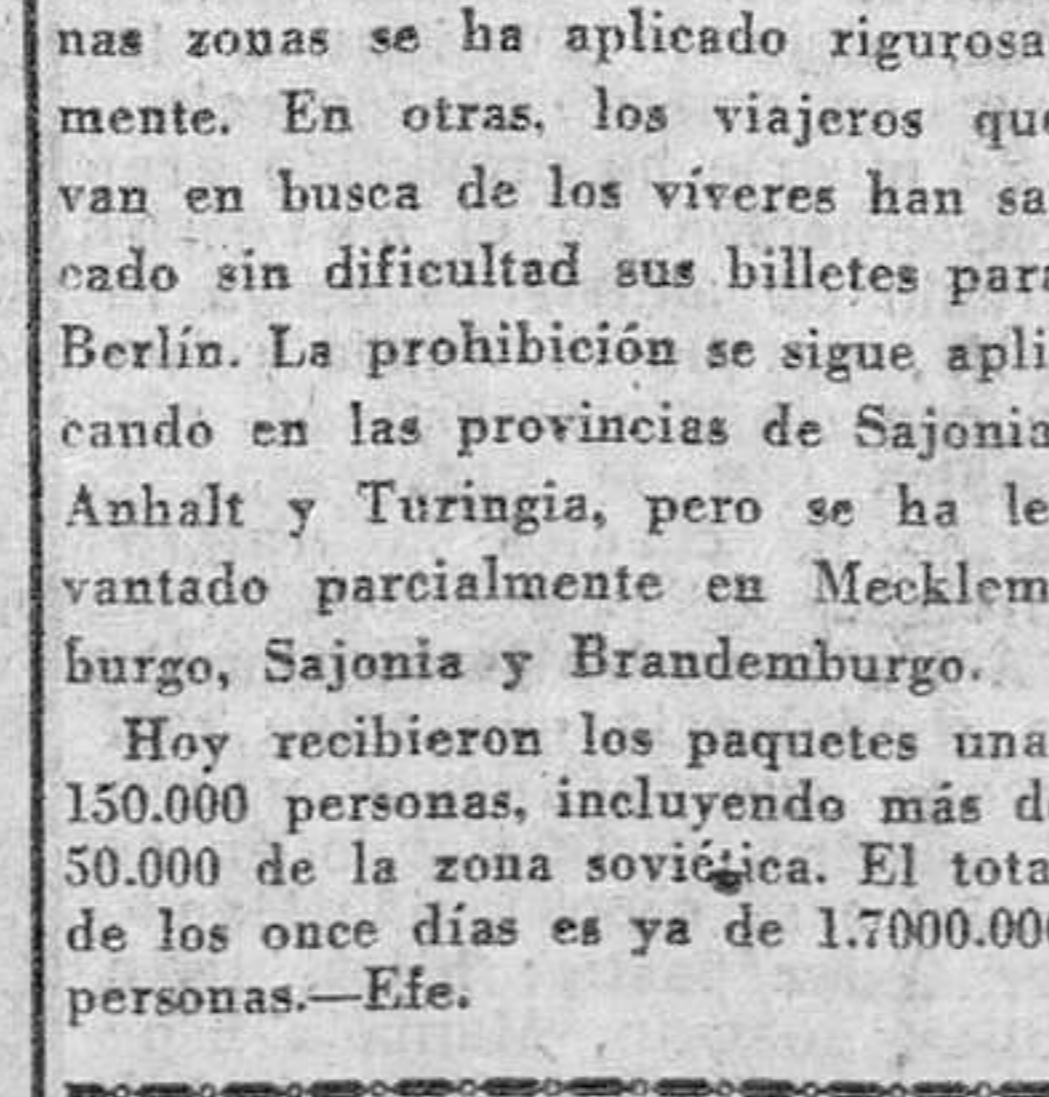 nas zonas se ha aplicado rigurosa-
mente. En otras, los viajeros que
van en busca de los víveres han sa-
cado sin dificultad sus billetes para
Berlín. La prohibición se sigue apli-
cando en las provincias de Sajonia
Anhalt y Turingia, pero se ha le-
vantado parcialmente en Mecklem-
burgo, Sajonia y Brandemburgo.
Hoy recibieron los paquetes una
150.000 personas, incluyendo más d
50.000 de la zona soviética. El tota
de los once días es ya de 1.7000.000
personas.—Efe.